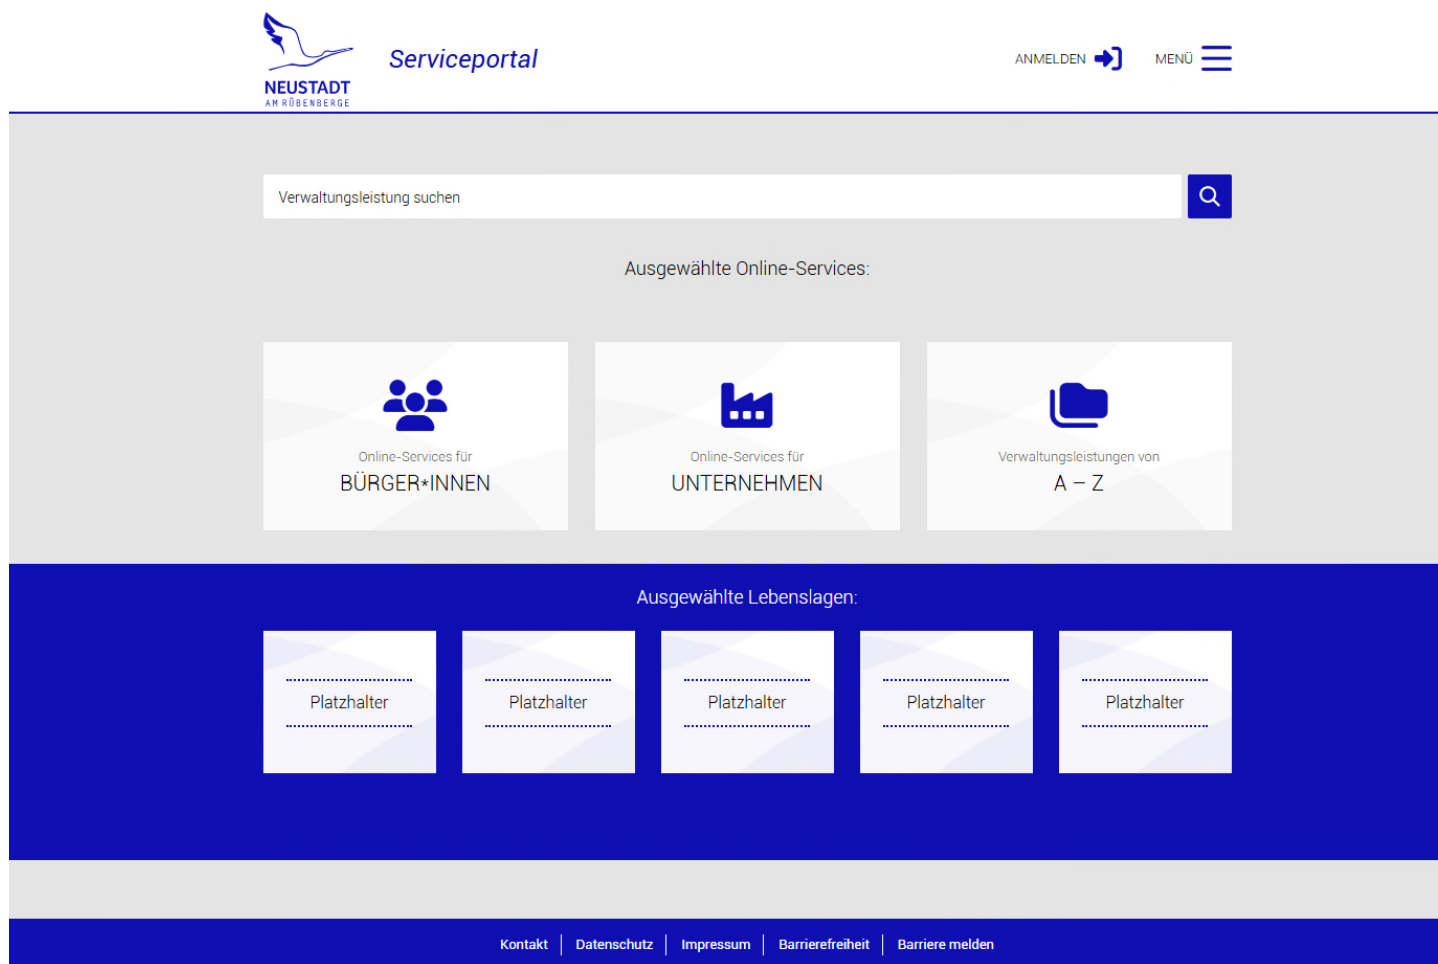 NEUSTADT
AM RÜBENBERGE
Serviceportal
ANMELDEN
MENÜ
Verwaltungsleistung suchen
Ausgewählte Online-Services:
Online-Services für
BÜRGER*INNEN
Online-Services für
UNTERNEHMEN
Verwaltungsleistungen von
A – Z
Ausgewählte Lebenslagen:
Platzhalter
Platzhalter
Platzhalter
Platzhalter
Platzhalter
Kontakt | Datenschutz | Impressum | Barrierefreiheit | Barriere melden